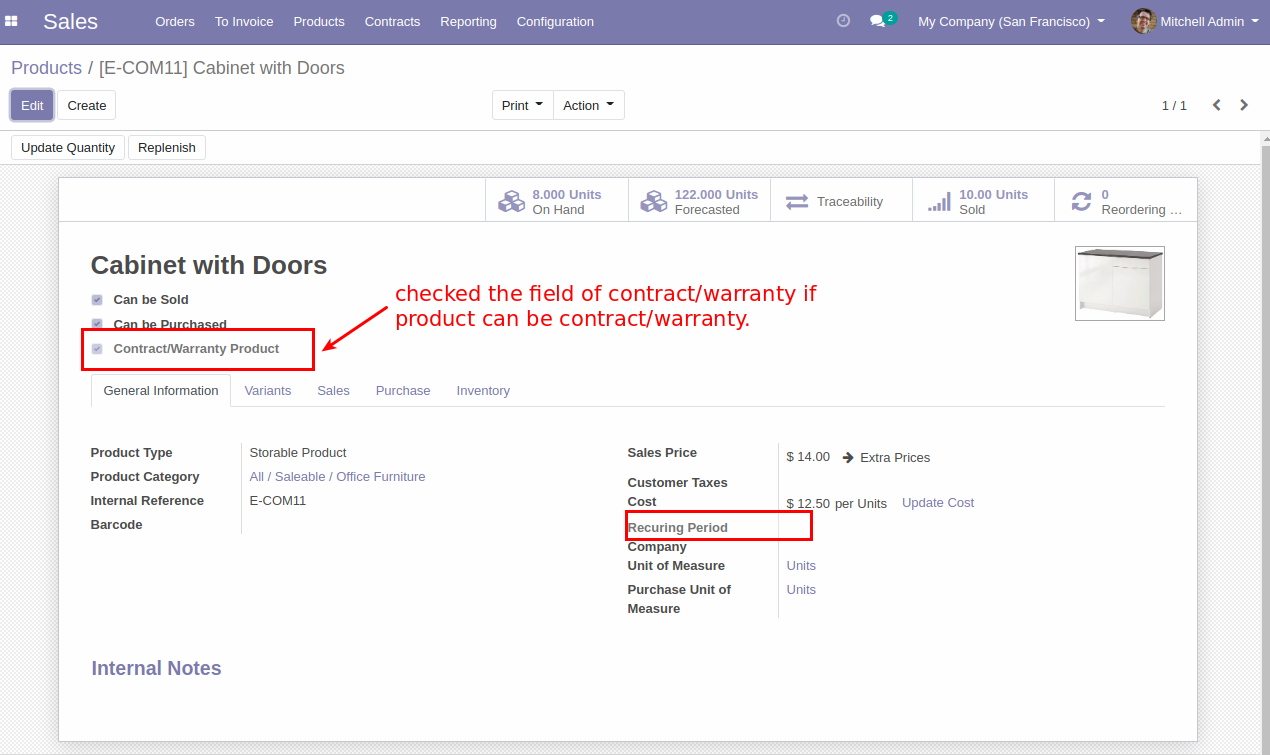 Sales Orders To Invoice Products Contracts Reporting Configuration 2 My Company (San Francisco) Mitchell Admin
Products / [E-COM11] Cabinet with Doors
Edit Create Print Action 1 / 1
Update Quantity Replenish
8.000 Units 122.000 Units Traceability 10.00 Units 0
On Hand Forecasted Sold Reordering ...
Cabinet with Doors
Can be Sold
checked the field of contract/warranty if
product can be contract/warranty.
Can be Purchased
Contract/Warranty Product
General Information Variants Sales Purchase Inventory
Product Type Storable Product
Product Category All / Saleable / Office Furniture
Internal Reference E-COM11
Barcode
Sales Price $ 14.00 Extra Prices
Customer Taxes
Cost $ 12.50 per Units Update Cost
Recuring Period
Company
Unit of Measure Units
Purchase Unit of Units
Measure
Internal Notes